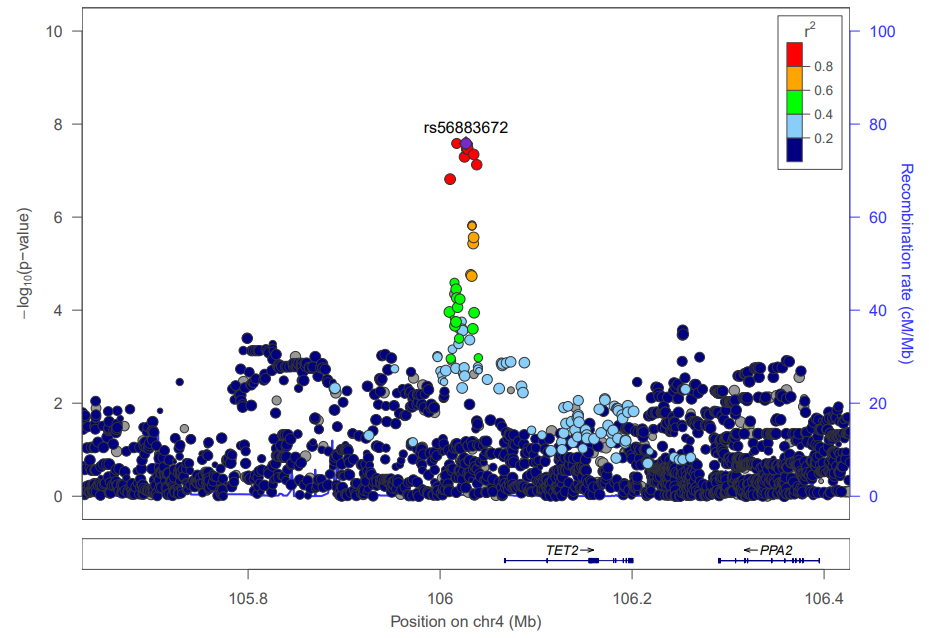 r2
0.8
0.6
0.4
0.2
rs56883672
10
8
6
4
2
0
−log10(p−value)
100
80
60
40
20
0
Recombination rate (cM/Mb)
TET2→
←PPA2
105.8
106
106.2
106.4
Position on chr4 (Mb)